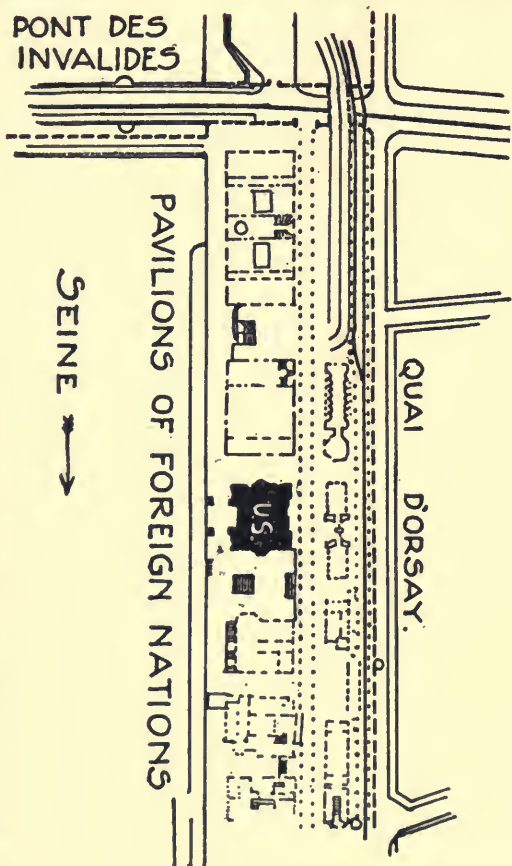 PONT DES
INVALIDES
PAVILIONS OF FOREIGN NATIONS
SEINE
QUAI D'ORSAY.
U.S.